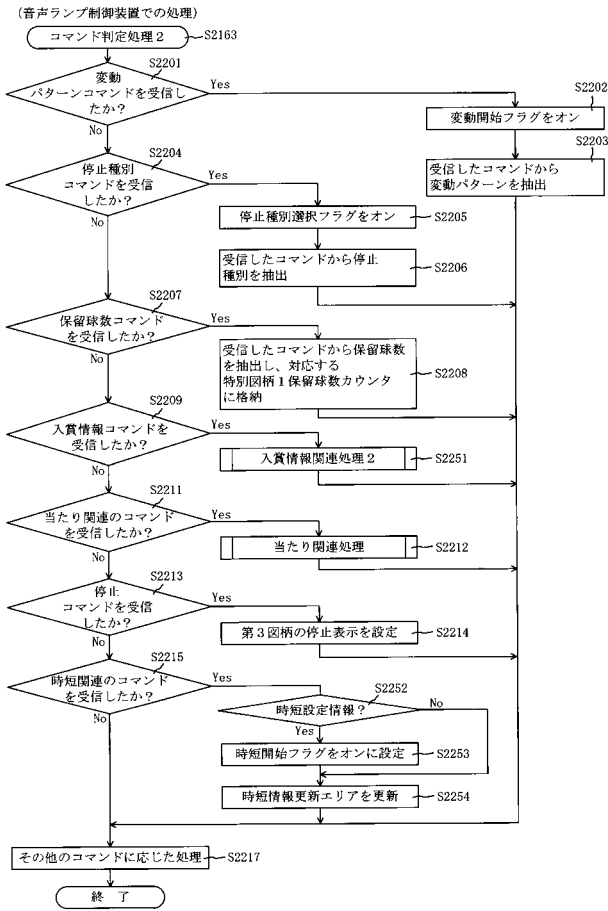 (音声ランプ制御装置での処理)
コマンド判定処理2
S2163
S2201
変動
パターンコマンドを受信し
たか?
Yes
No
S2202
変動開始フラグをオン
S2203
受信したコマンドから
変動パターンを抽出
S2204
停止種別
コマンドを受信
したか?
Yes
No
停止種別選択フラグをオン
S2205
受信したコマンドから停止
種別を抽出
S2206
S2207
保留球数コマンド
を受信したか?
Yes
No
受信したコマンドから保留球数
を抽出し、対応する
特別図柄1保留球数カウンタ
に格納
S2208
S2209
入賞情報コマンドを
受信したか?
Yes
No
入賞情報関連処理2
S2251
S2211
当たり関連のコマンド
を受信したか?
Yes
No
当たり関連処理
S2212
S2213
停止
コマンドを受信
したか?
Yes
No
第3図柄の停止表示を設定
S2214
S2215
時短関連のコマンド
を受信したか?
Yes
No
S2252
時短設定情報?
No
Yes
時短開始フラグをオンに設定
S2253
時短情報更新エリアを更新
S2254
その他のコマンドに応じた処理
S2217
終 了